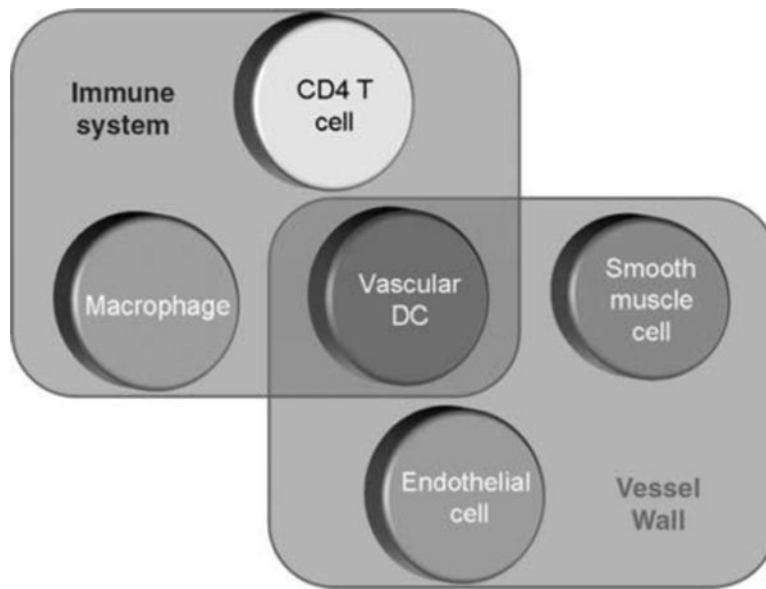 Immune
system
CD4 T
cell
Macrophage
Vascular
DC
Smooth
muscle
cell
Endothelial
cell
Vessel
Wall